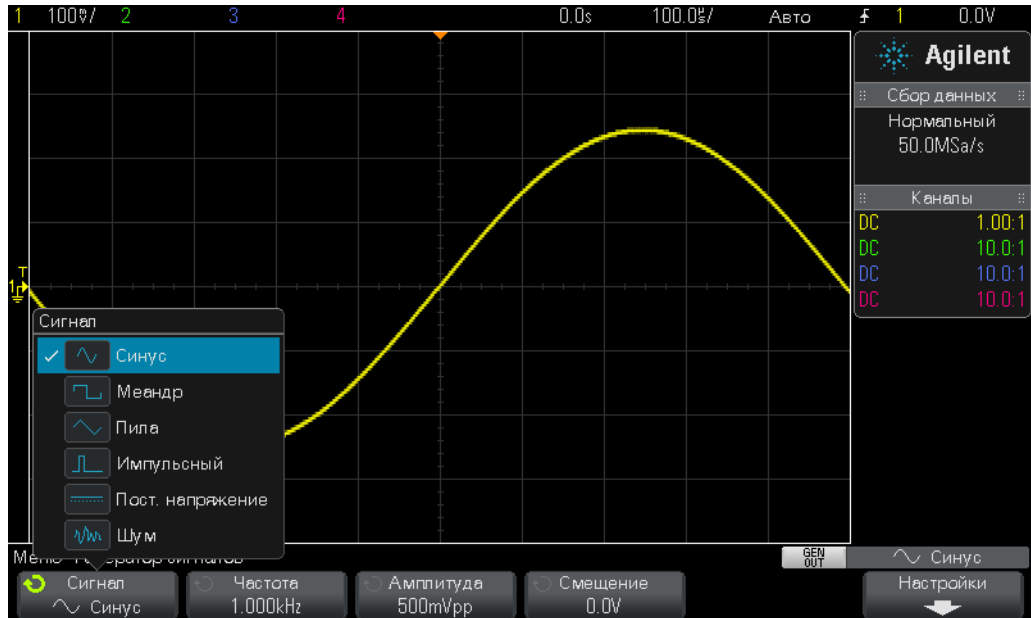 1 100V/ 2 3 4 0.0s 100.0s/ Авто 1 0.0V
Agilent
Сбор данных
Нормальный
50.0MSa/s
Каналы
DC 1.00:1
DC 10.0:1
DC 10.0:1
DC 10.0:1
T
1
Сигнал
Синус
Меандр
Пила
Импульсный
Пост. напряжение
Шум
GEN OUT
Синус
Сигнал
Синус
Частота
1.000kHz
Амплитуда
500mVpp
Смещение
0.0V
Настройки